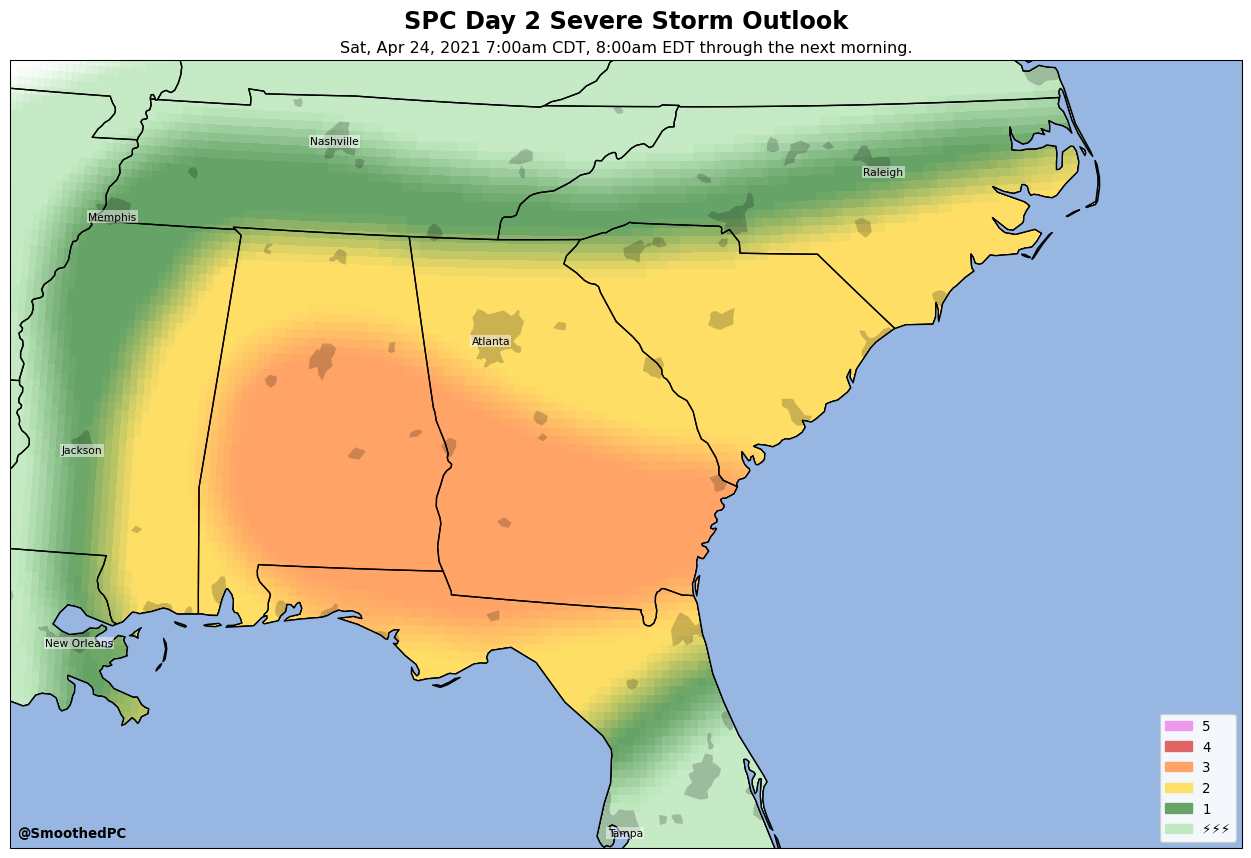 SPC Day 2 Severe Storm Outlook
Sat, Apr 24, 2021 7:00am CDT, 8:00am EDT through the next morning.
Nashville
Raleigh
Memphis
Atlanta
Jackson
New Orleans
Tampa
5
4
3
2
1
⚡⚡⚡
@SmoothedPC